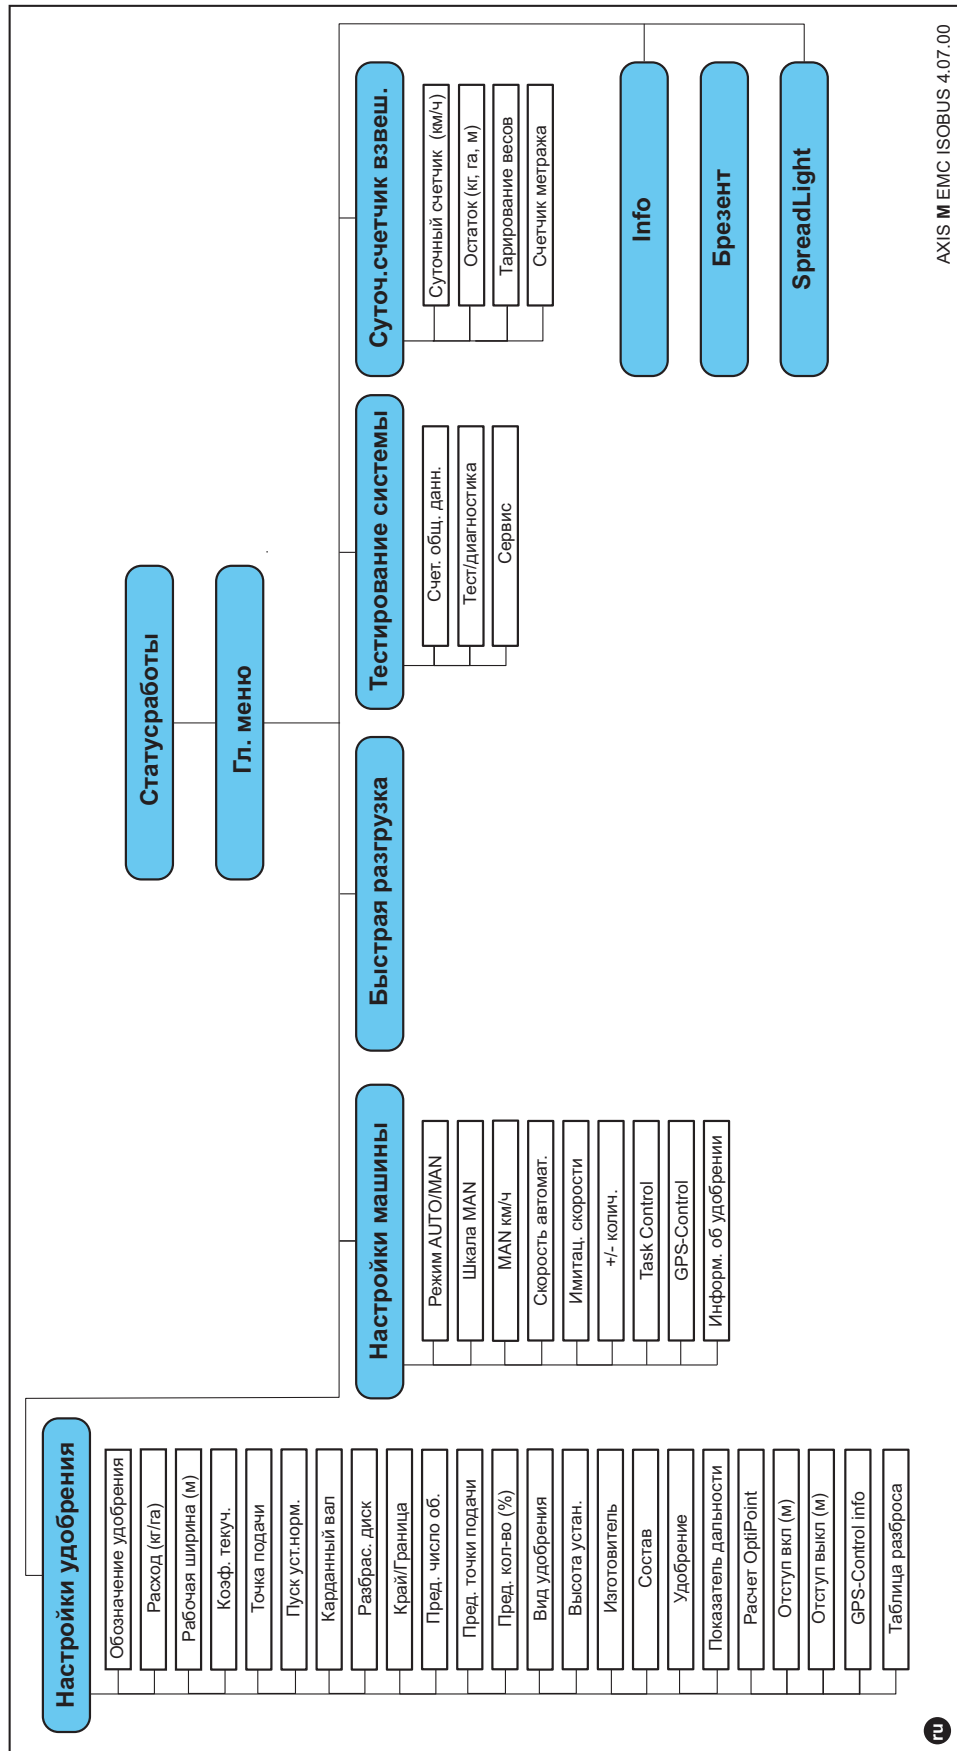 Статусработы
Гл. меню
Настройки удобрения
Обозначение удобрения
Расход (кг/га)
Рабочая ширина (м)
Коэф. текуч.
Точка подачи
Пуск уст.норм.
Карданный вал
Разбрас. диск
Край/Граница
Пред. число об.
Пред. точки подачи
Пред. кол-во (%)
Вид удобрения
Высота устан.
Изготовитель
Состав
Удобрение
Показатель дальности
Расчет OptiPoint
Отступ вкл (м)
Отступ выкл (м)
GPS-Control info
Таблица разброса
Настройки машины
Режим AUTO/MAN
Шкала MAN
MAN км/ч
Скорость автомат.
Имитац. скорости
+/- колич.
Task Control
GPS-Control
Информ. об удобрении
Быстрая разгрузка
Тестирование системы
Счет. общ. данн.
Тест/диагностика
Сервис
Суточ.счетчик взвеш.
Суточный счетчик (км/ч)
Остаток (кг, га, м)
Тарирование весов
Счетчик метража
Info
Брезент
SpreadLight
ru
AXIS M EMC ISOBUS 4.07.00